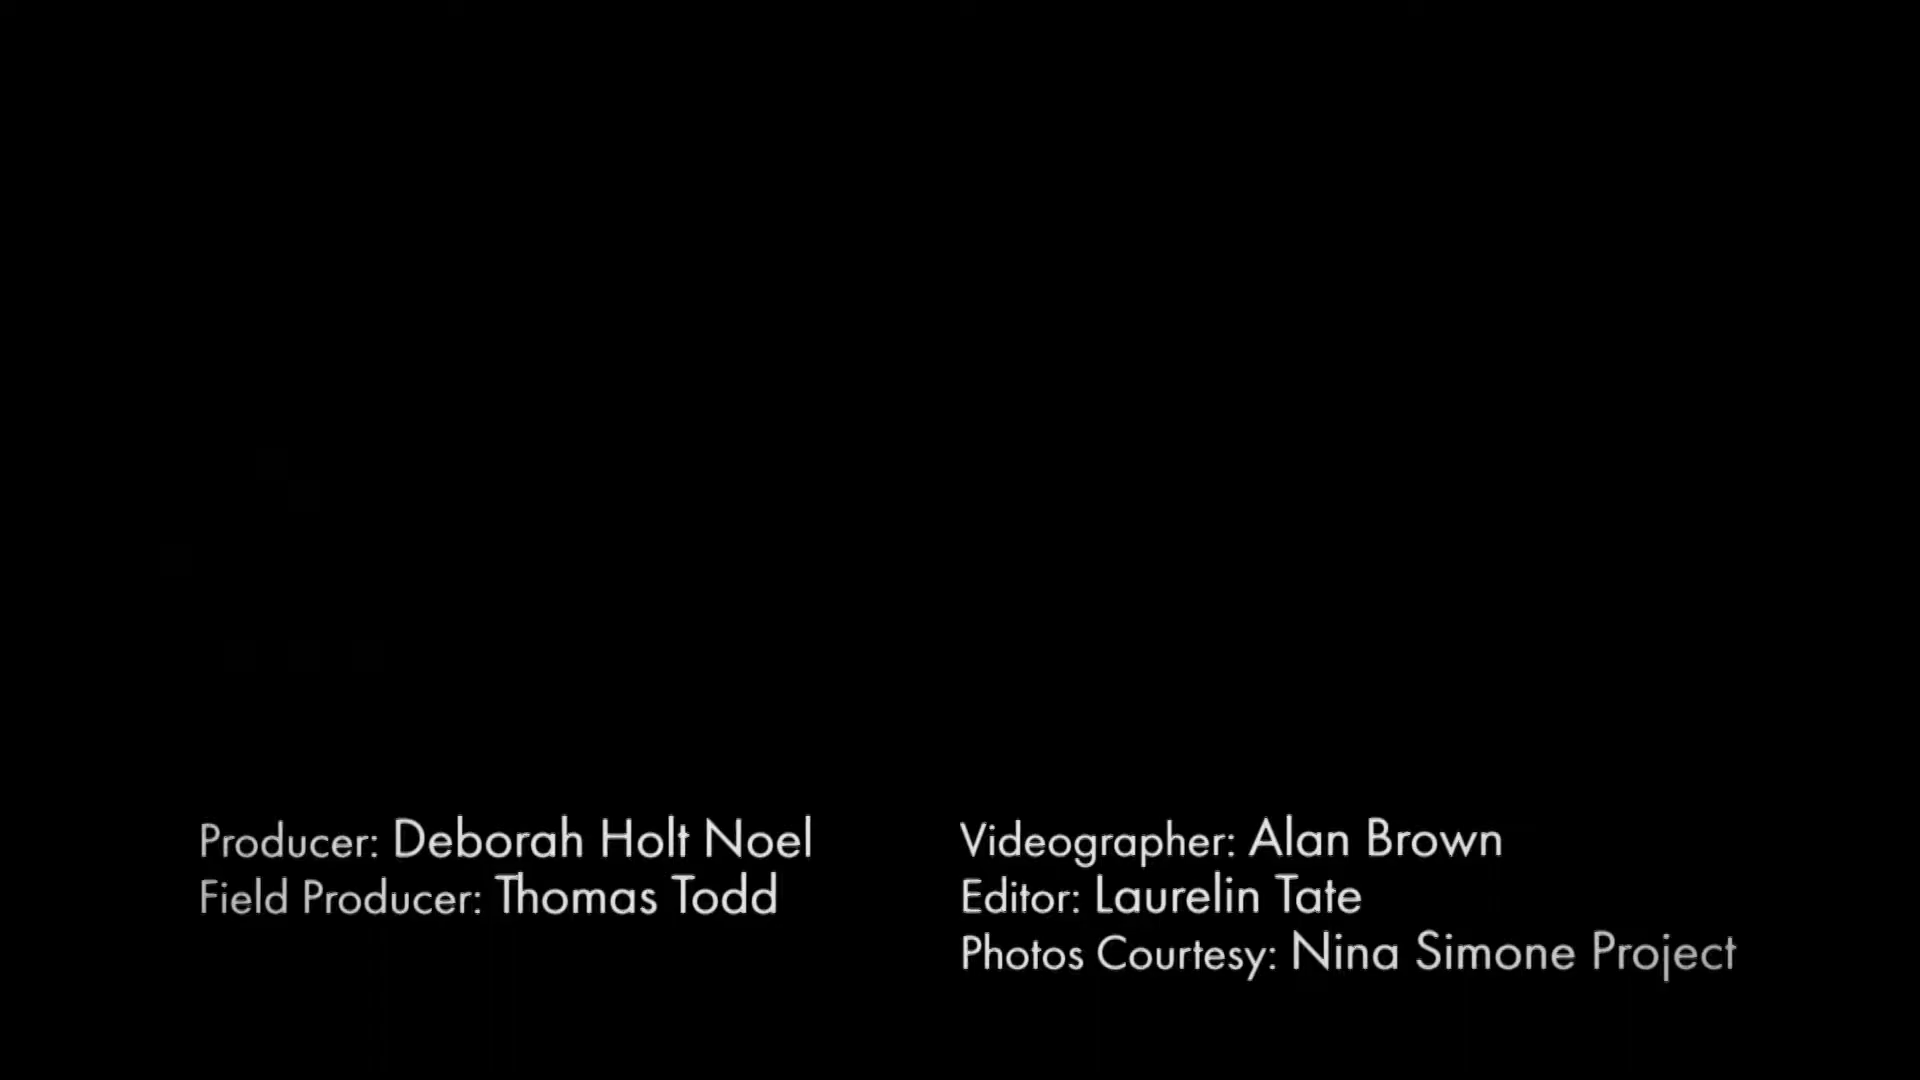 Producer: Deborah Holt Noel
Field Producer: Thomas Todd
Videographer: Alan Brown
Editor: Laurelin Tate
Photos Courtesy: Nina Simone Project